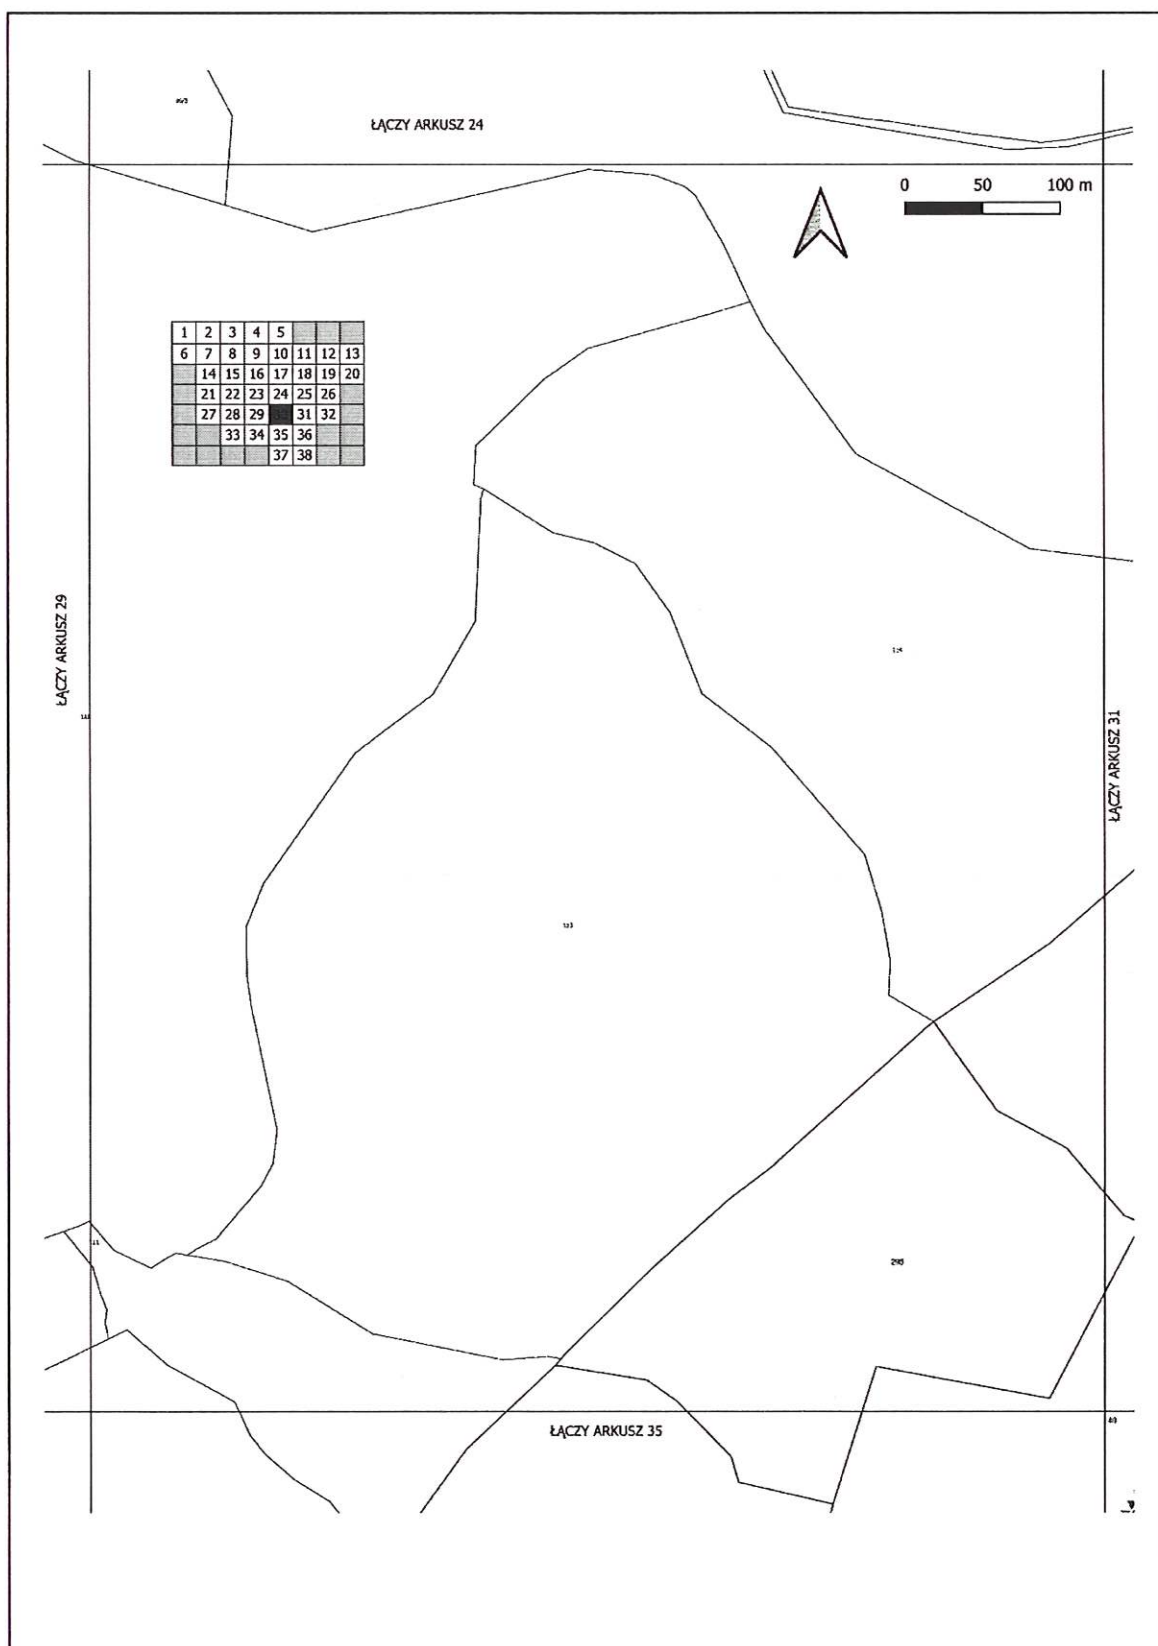 ŁĄCZY ARKUSZ 24
0 50 100 m
1 2 3 4 5
6 7 8 9 10 11 12 13
14 15 16 17 18 19 20
21 22 23 24 25 26
27 28 29 31 32
33 34 35 36
37 38
ŁĄCZY ARKUSZ 29
ŁĄCZY ARKUSZ 31
ŁĄCZY ARKUSZ 35